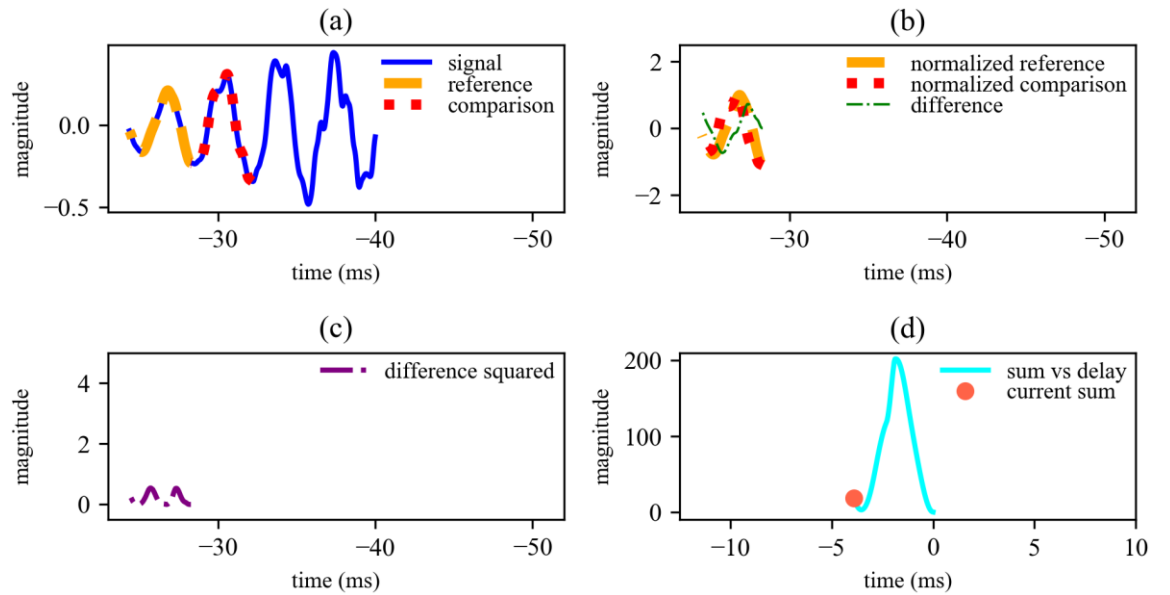 (a)
magnitude
0.0
−0.5
signal
reference
comparison
−30
−40
−50
time (ms)
(b)
magnitude
2
0
−2
normalized reference
normalized comparison
difference
−30
−40
−50
time (ms)
(c)
magnitude
4
2
0
difference squared
−30
−40
−50
time (ms)
(d)
magnitude
200
100
0
sum vs delay
current sum
−10
−5
0
5
10
time (ms)